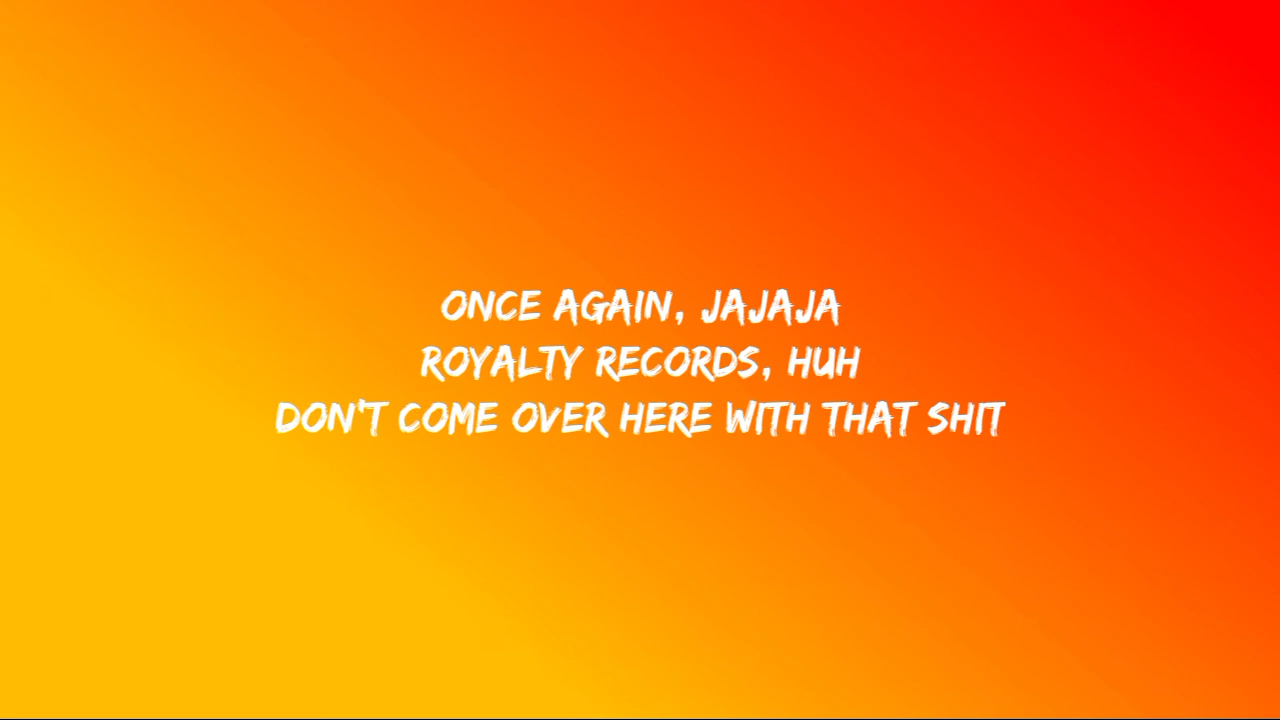 ONCE AGAIN, JAJAJA
ROYALTY RECORDS, HUH
DON'T COME OVER HERE WITH THAT SHIT